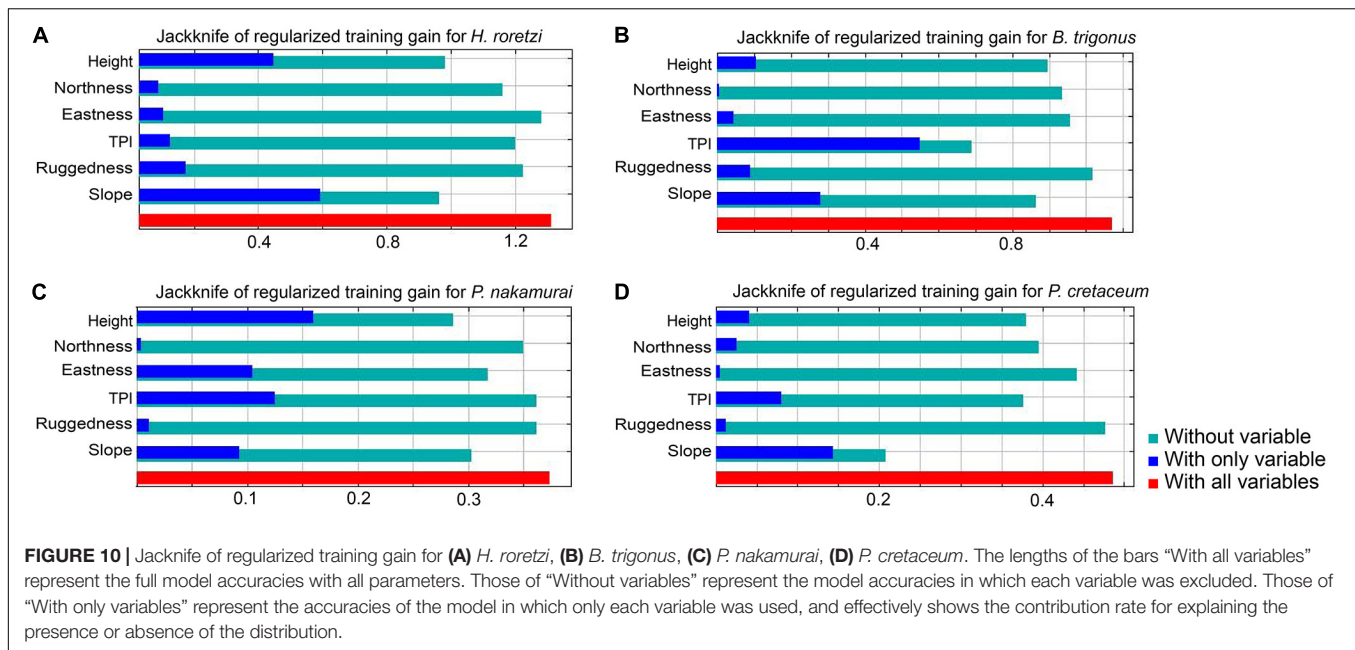 A
Jackknife of regularized training gain for H. roretzi
Height
Northness
Eastness
TPI
Ruggedness
Slope
0.4 0.8 1.2
B
Jackknife of regularized training gain for B. trigonus
Height
Northness
Eastness
TPI
Ruggedness
Slope
0.4 0.8
C
Jackknife of regularized training gain for P. nakamurai
Height
Northness
Eastness
TPI
Ruggedness
Slope
0.1 0.2 0.3
D
Jackknife of regularized training gain for P. cretaceum
Height
Northness
Eastness
TPI
Ruggedness
Slope
0.2 0.4
Without variable
With only variable
With all variables
FIGURE 10 | Jacknife of regularized training gain for (A) H. roretzi, (B) B. trigonus, (C) P. nakamurai, (D) P. cretaceum. The lengths of the bars “With all variables”
represent the full model accuracies with all parameters. Those of “Without variables” represent the model accuracies in which each variable was excluded. Those of
“With only variables” represent the accuracies of the model in which only each variable was used, and effectively shows the contribution rate for explaining the
presence or absence of the distribution.